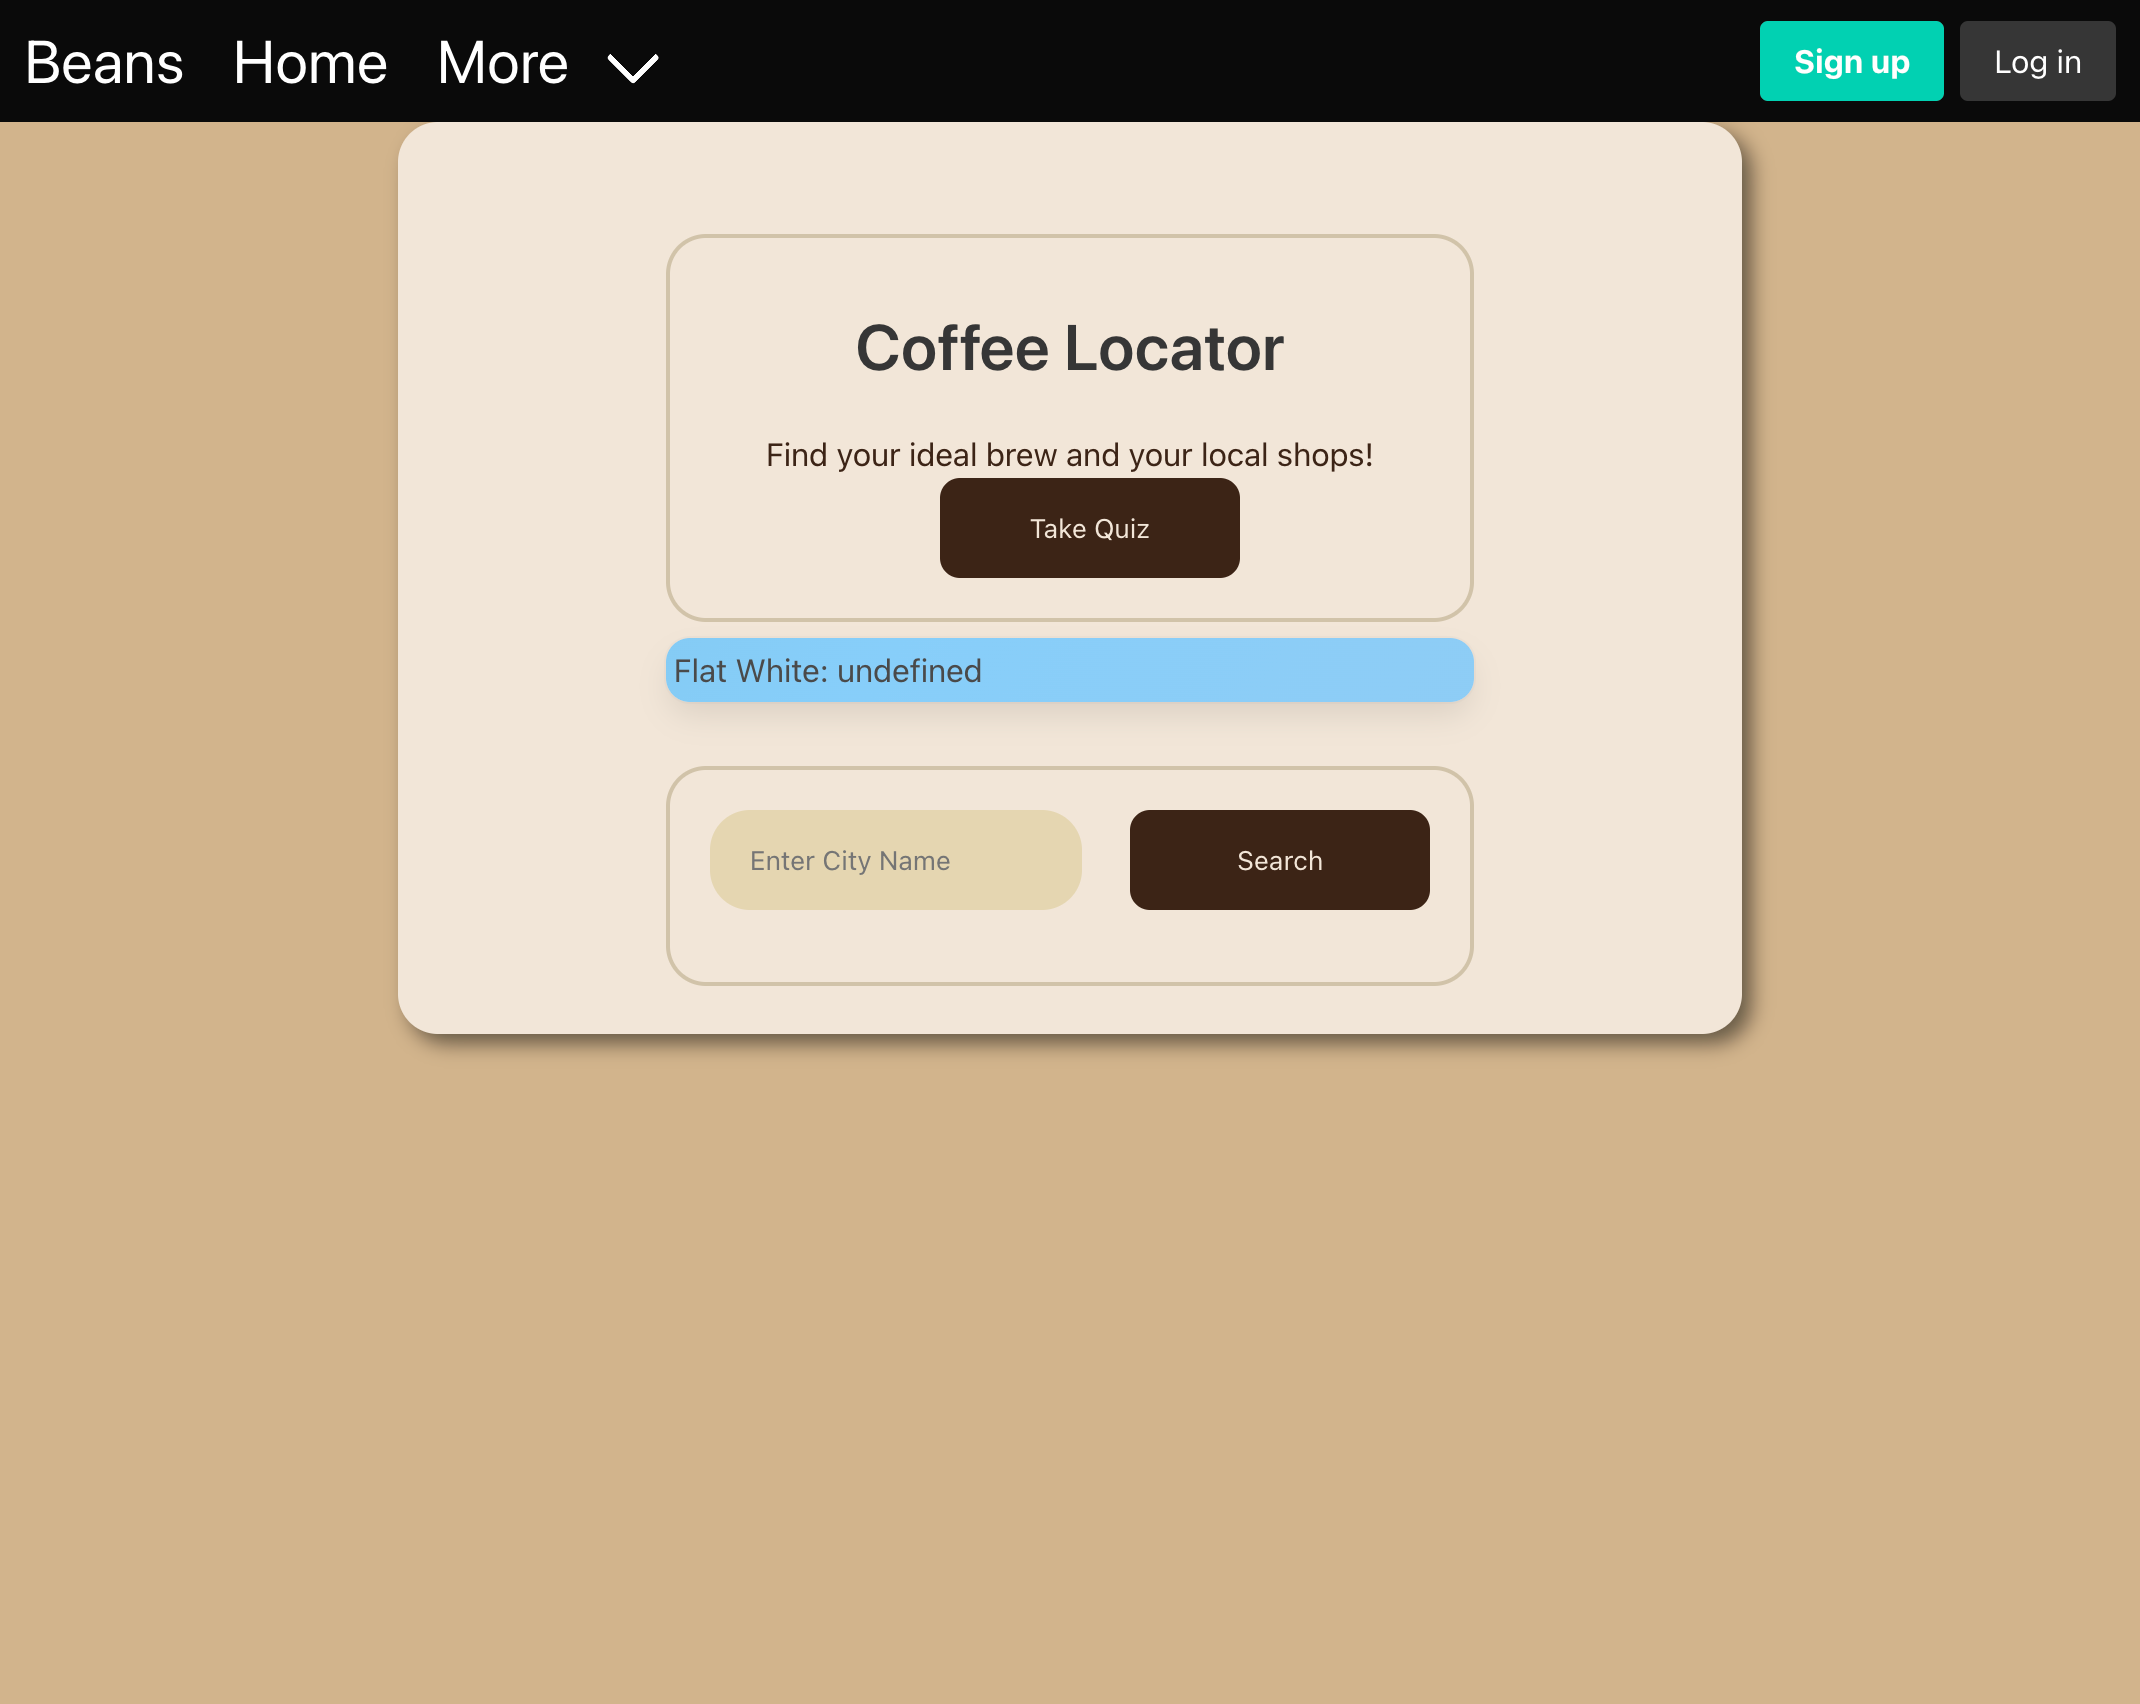 Beans Home More Sign up Log in
Coffee Locator
Find your ideal brew and your local shops!
Take Quiz
Flat White: undefined
Enter City Name Search